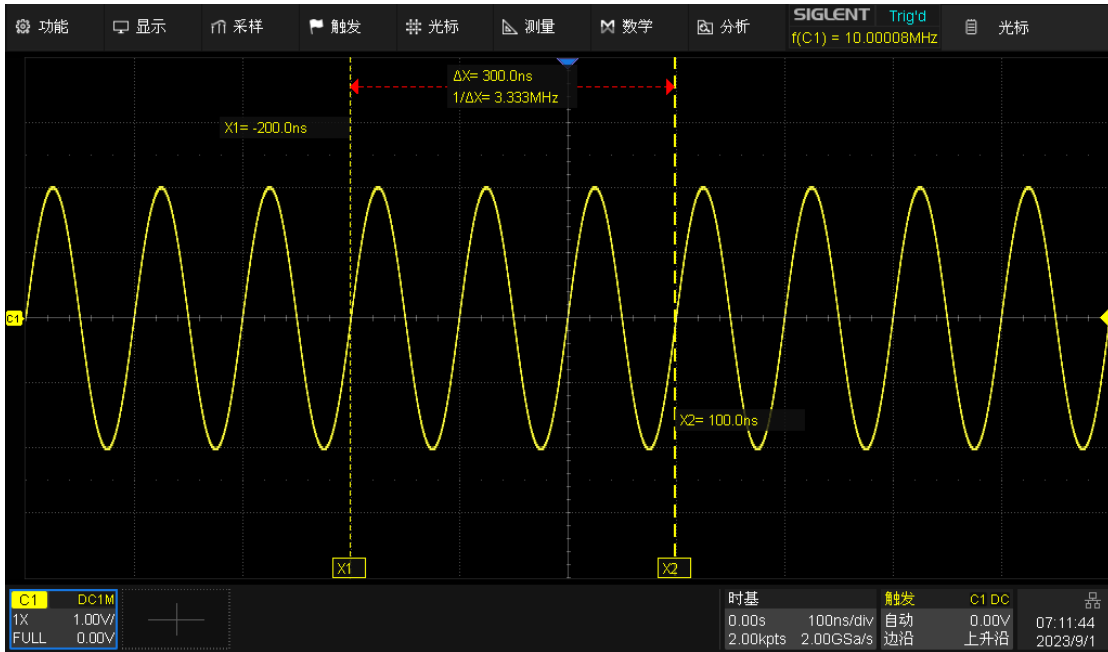 功能 显示 采样 触发 光标 测量 数学 分析 SIGLENT Trig'd 光标
f(C1) = 10.00008MHz
ΔX= 300.0ns
1/ΔX= 3.333MHz
X1= -200.0ns
C1
X2= 100.0ns
X1 X2
C1 DC1M 时基 触发 C1 DC
1X 1.00V/ 0.00s 100ns/div 自动 0.00V 07:11:44
FULL 0.00V 2.00kpts 2.00GSa/s 边沿 上升沿 2023/9/1